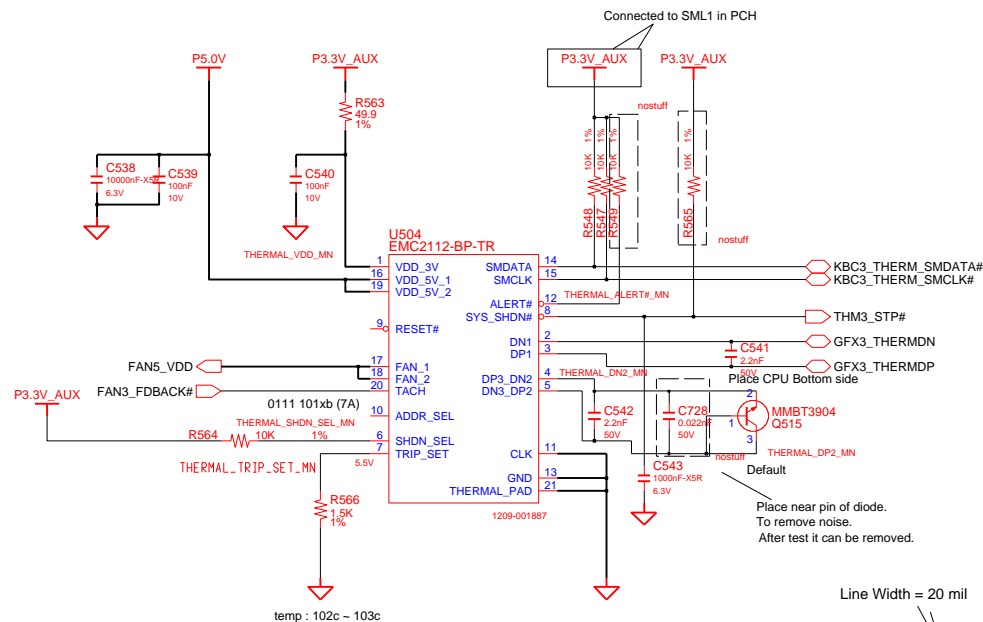 Connected to SML1 in PCH
P5.0V
P3.3V_AUX
P3.3V_AUX
P3.3V_AUX
R563
49.9
1%
nostuff
C538
10000nF-X5R
6.3V
C539
100nF
10V
C540
100nF
10V
10K 1%
10K 1%
10K 1%
10K 1%
R548
R547
R549
R565
nostuff
THERMAL_VDD_MN
U504
EMC2112-BP-TR
1 VDD_3V
16 VDD_5V_1
19 VDD_5V_2
9 RESET#
17 FAN_1
18 FAN_2
20 TACH
10 ADDR_SEL
6 SHDN_SEL
7 TRIP_SET
SMDATA 14
SMCLK 15
ALERT# 12
SYS_SHDN# 8
DN1 2
DP1 3
DP3_DN2 4
DN3_DP2 5
CLK 11
GND 13
THERMAL_PAD 21
1209-001887
KBC3_THERM_SMDATA#
KBC3_THERM_SMCLK#
THERMAL_ALERT#_MN
THM3_STP#
GFX3_THERMDN
C541
2.2nF
50V
GFX3_THERMDP
THERMAL_DN2_MN
Place CPU Bottom side
FAN5_VDD
FAN3_FDBACK#
P3.3V_AUX
0111 101xb (7A)
THERMAL_SHDN_SEL_MN
R564
10K
1%
THERMAL_TRIP_SET_MN
5.5V
R566
1.5K
1%
temp : 102c ~ 103c
C542
2.2nF
50V
C728
0.022nF
50V
nostuff
2
1
3
MMBT3904
Q515
THERMAL_DP2_MN
Default
C543
1000nF-X5R
6.3V
Place near pin of diode.
To remove noise.
After test it can be removed.
Line Width = 20 mil